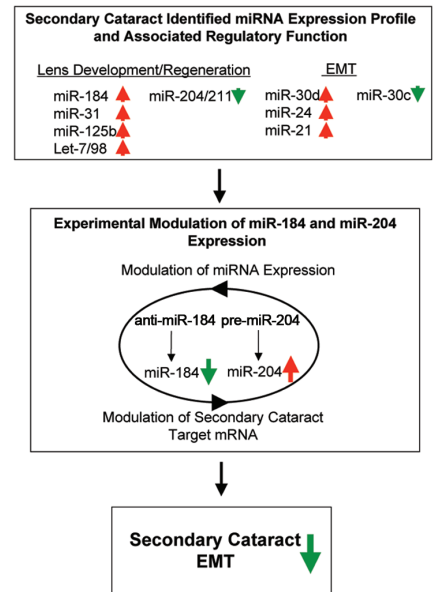 Secondary Cataract Identified miRNA Expression Profile
and Associated Regulatory Function
Lens Development/Regeneration
EMT
miR-184
miR-204/211
miR-30d
miR-30c
miR-31
miR-24
miR-125b
miR-21
Let-7/98
Experimental Modulation of miR-184 and miR-204
Expression
Modulation of miRNA Expression
anti-miR-184 pre-miR-204
miR-184
miR-204
Modulation of Secondary Cataract
Target mRNA
Secondary Cataract
EMT